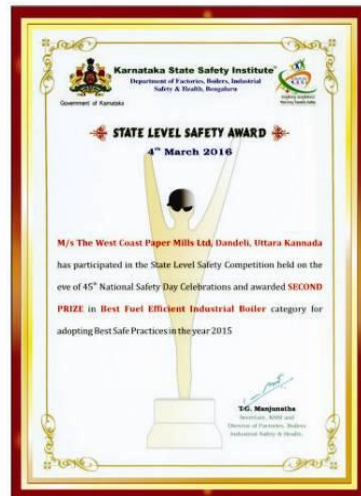 Karnataka State Safety Institute
Department of Factories, Boilers, Industrial
Safety & Health, Bengaluru
Government of Karnataka
STATE LEVEL SAFETY AWARD
4th March 2016
M/s The West Coast Paper Mills Ltd, Dandeli, Uttara Kannada
has participated in the State Level Safety Competition held on the
eve of 45th National Safety Day Celebrations and awarded SECOND
PRIZE in Best Fuel Efficient Industrial Boiler category for
adopting Best Safe Practices in the year 2015
T.G. Manjunatha
Secretary, KSSI and
Director of Factories, Boilers
Industrial Safety & Health.